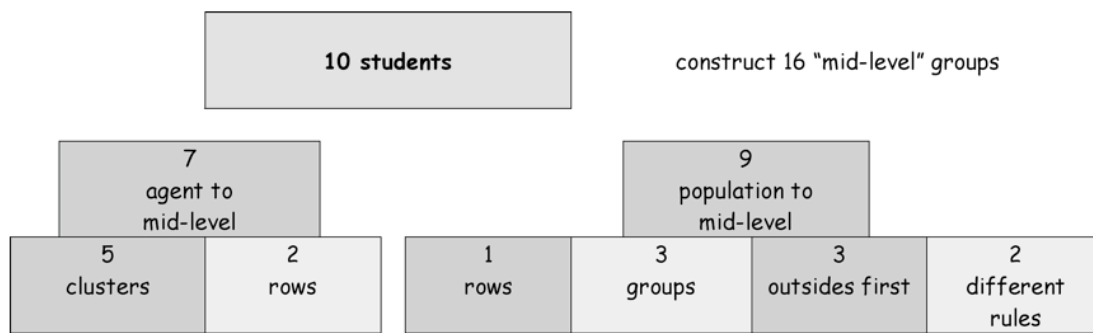 10 students
construct 16 “mid-level” groups
7
agent to
mid-level
9
population to
mid-level
5
clusters
2
rows
1
rows
3
groups
3
outsides first
2
different
rules